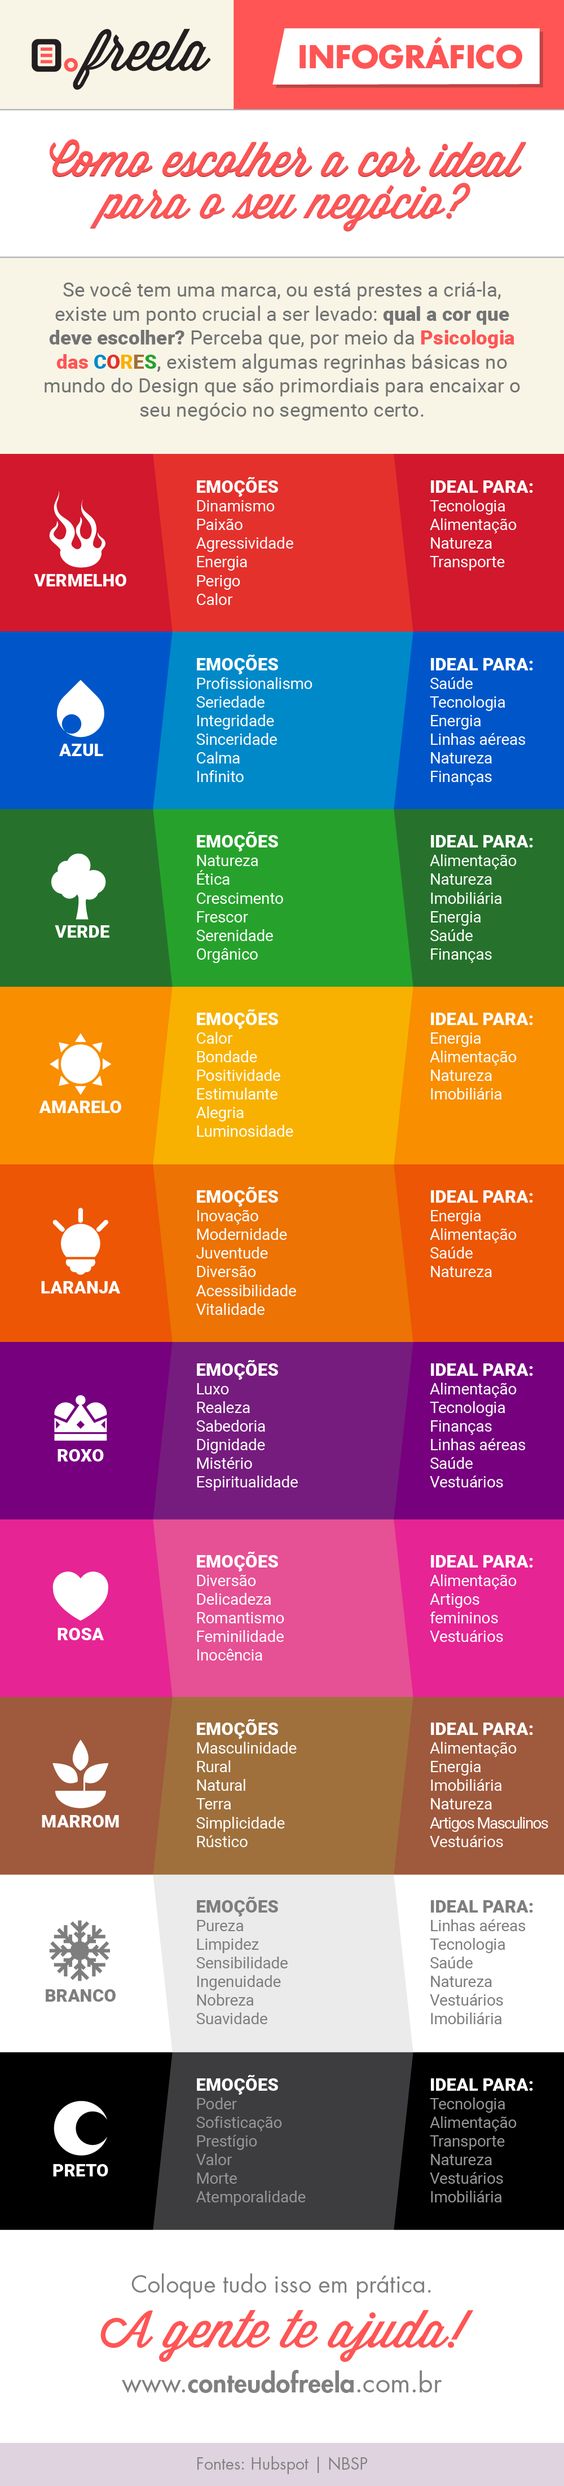 freela
INFOGRÁFICO
Como escolher a cor ideal
para o seu negócio?
Se você tem uma marca, ou está prestes a criá-la,
existe um ponto crucial a ser levado: qual a cor que
deve escolher? Perceba que, por meio da Psicologia
das CORES, existem algumas regrinhas básicas no
mundo do Design que são primordiais para encaixar o
seu negócio no segmento certo.
VERMELHO
EMOÇÕES
Dinamismo
Paixão
Agressividade
Energia
Perigo
Calor
IDEAL PARA:
Tecnologia
Alimentação
Natureza
Transporte
AZUL
EMOÇÕES
Profissionalismo
Seriedade
Integridade
Sinceridade
Calma
Infinito
IDEAL PARA:
Saúde
Tecnologia
Energia
Linhas aéreas
Natureza
Finanças
VERDE
EMOÇÕES
Natureza
Ética
Crescimento
Frescor
Serenidade
Orgânico
IDEAL PARA:
Alimentação
Natureza
Imobiliária
Energia
Saúde
Finanças
AMARELO
EMOÇÕES
Calor
Bondade
Positividade
Estimulante
Alegria
Luminosidade
IDEAL PARA:
Energia
Alimentação
Natureza
Imobiliária
LARANJA
EMOÇÕES
Inovação
Modernidade
Juventude
Diversão
Acessibilidade
Vitalidade
IDEAL PARA:
Energia
Alimentação
Saúde
Natureza
ROXO
EMOÇÕES
Luxo
Realeza
Sabedoria
Dignidade
Mistério
Espiritualidade
IDEAL PARA:
Alimentação
Tecnologia
Finanças
Linhas aéreas
Saúde
Vestuários
ROSA
EMOÇÕES
Diversão
Delicadeza
Romantismo
Feminilidade
Inocência
IDEAL PARA:
Alimentação
Artigos
femininos
Vestuários
MARROM
EMOÇÕES
Masculinidade
Rural
Natural
Terra
Simplicidade
Rústico
IDEAL PARA:
Alimentação
Energia
Imobiliária
Natureza
Artigos Masculinos
Vestuários
BRANCO
EMOÇÕES
Pureza
Limpidez
Sensibilidade
Ingenuidade
Nobreza
Suavidade
IDEAL PARA:
Linhas aéreas
Tecnologia
Saúde
Natureza
Vestuários
Imobiliária
PRETO
EMOÇÕES
Poder
Sofisticação
Prestígio
Valor
Morte
Atemporalidade
IDEAL PARA:
Tecnologia
Alimentação
Transporte
Natureza
Vestuários
Imobiliária
Coloque tudo isso em prática.
A gente te ajuda!
www.conteudofreela.com.br
Fontes: Hubspot | NBSP